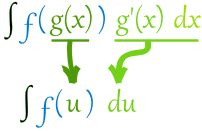 ∫ f(g(x)) g'(x) dx
∫ f(u) du